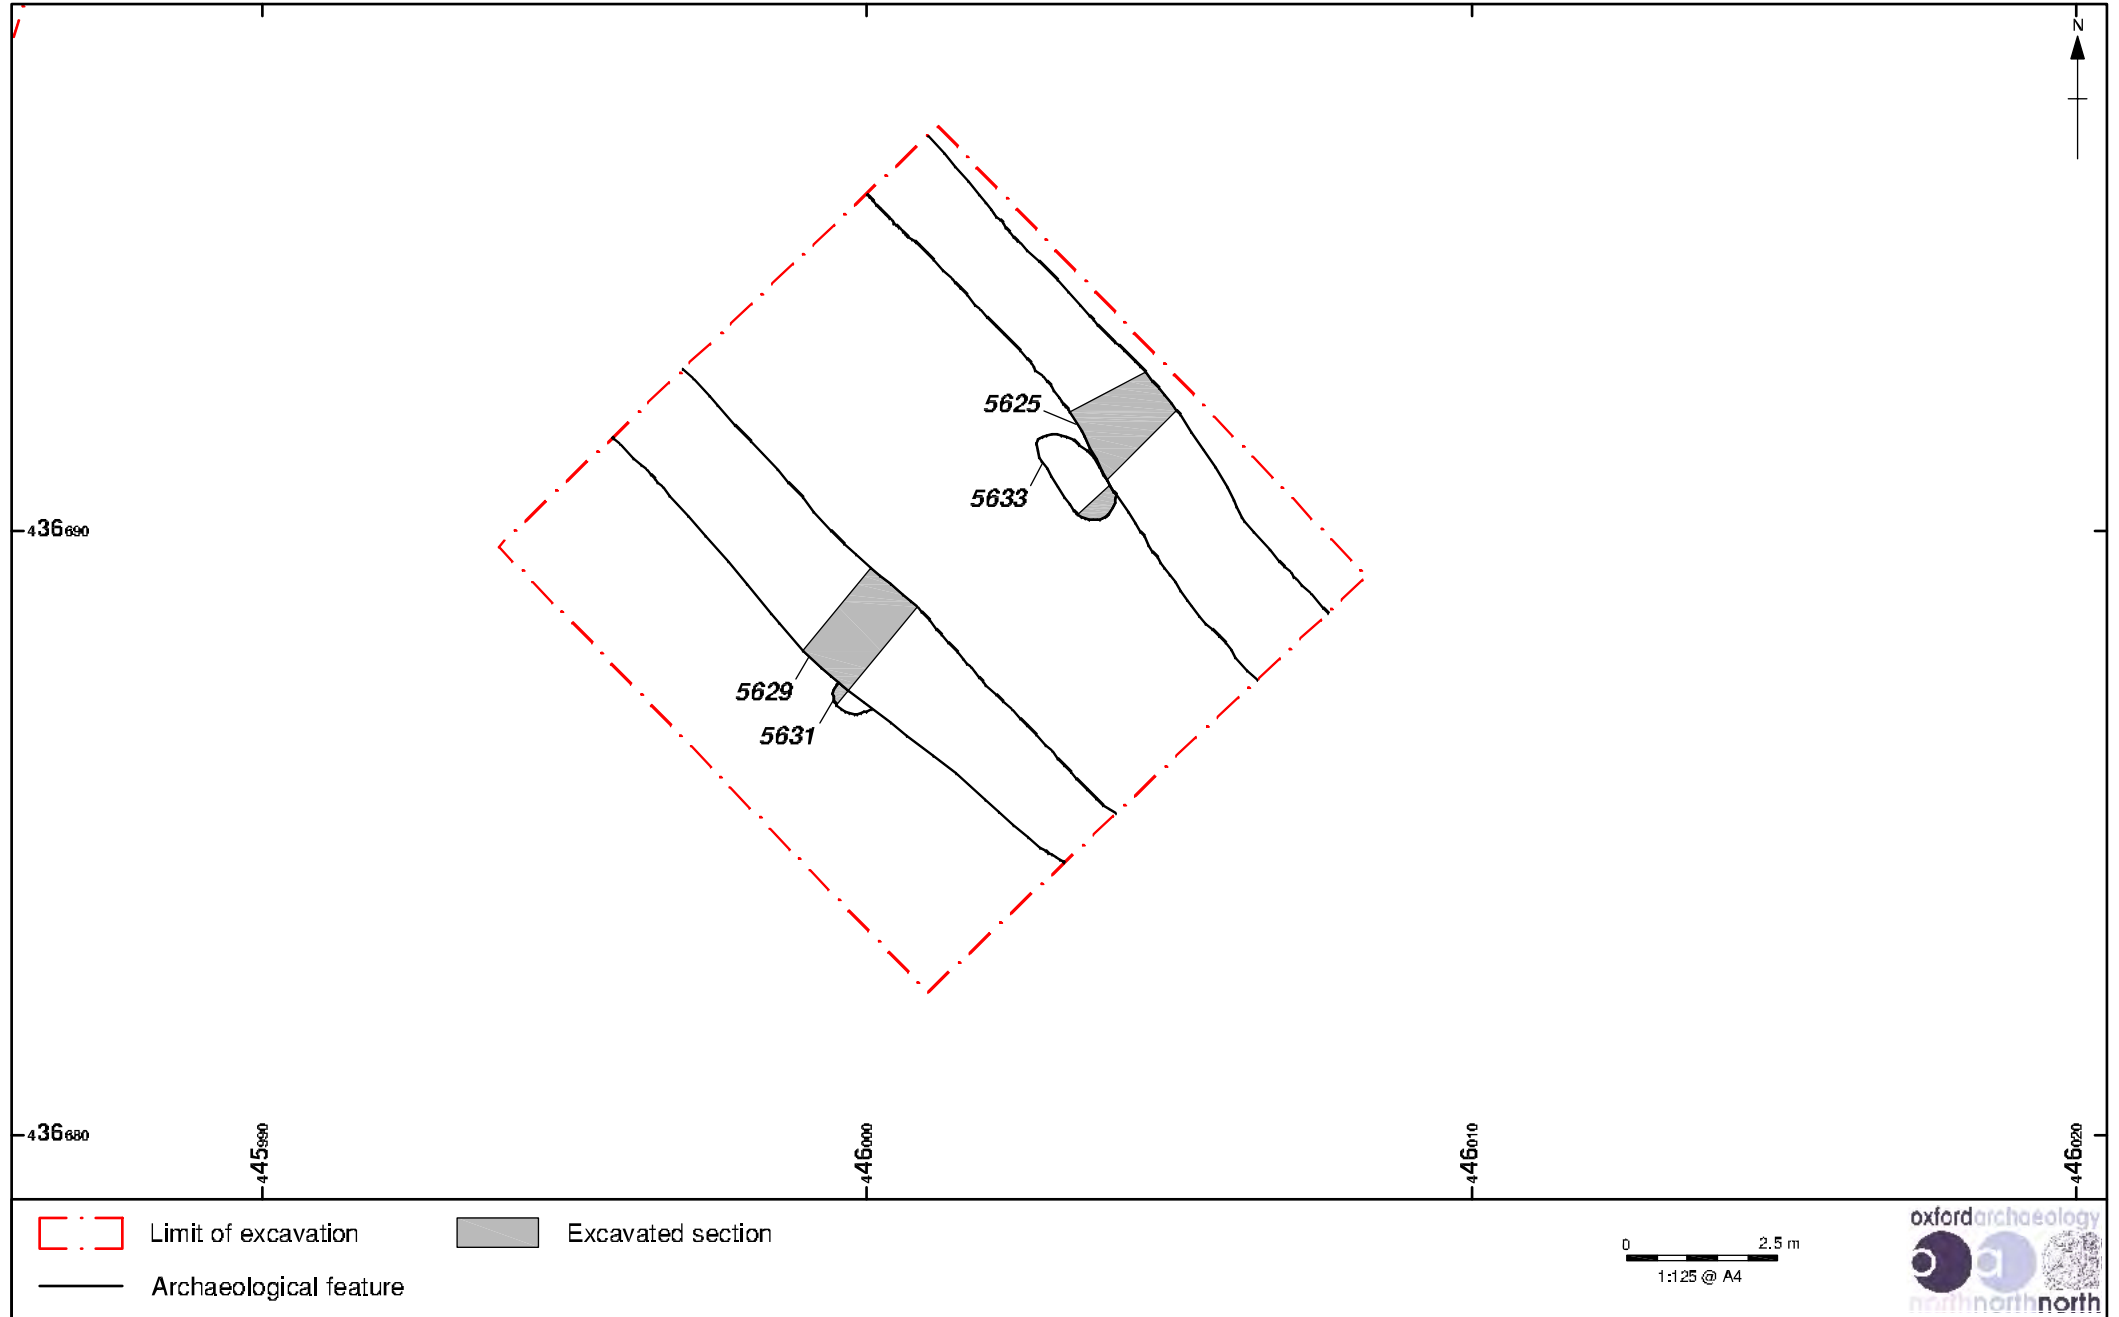 N
5625
5633
436690
5629
5631
436680
445990
446000
446010
446020
Limit of excavation
Excavated section
Archaeological feature
0 2.5 m
1:125 @ A4
oxfordarchaeology
oa
northnorthnorth